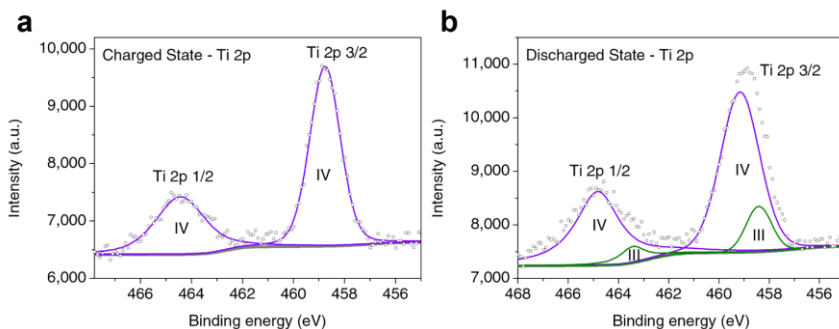 a
Charged State - Ti 2p
Ti 2p 3/2
Ti 2p 1/2
IV
IV
10,000
9,000
8,000
7,000
6,000
Intensity (a.u.)
466
464
462
460
458
456
Binding energy (eV)
b
Discharged State - Ti 2p
Ti 2p 3/2
Ti 2p 1/2
IV
IV
III
III
11,000
10,000
9,000
8,000
7,000
Intensity (a.u.)
468
466
464
462
460
458
456
Binding energy (eV)